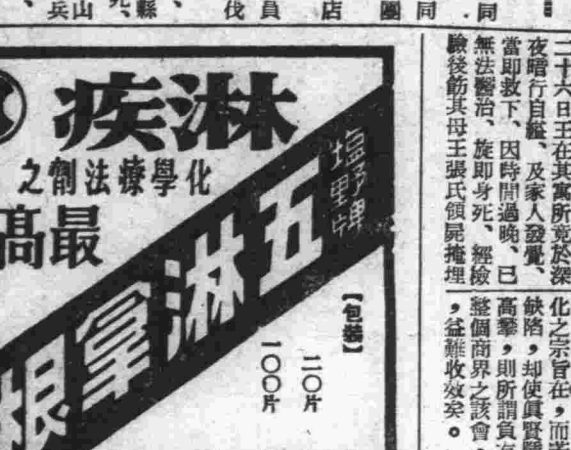 同
同
團
店
員
伐
縣、
山
兵
二十六日王在其寓所竟於深
夜暗行自縊、及家人發覺、
當即救下、因時間過晚、已
無法醫治、旋即身死、經檢
驗後飭其母王張氏領屍掩埋
化之宗旨在，而
缺陷，却使眞賢
高攀，則所謂負
整個商界之該會，
，益難收效矣。
淋疾
化學療法劑之
最高
塩野牌
五淋拿根
【包裝】
二〇片
一〇〇片